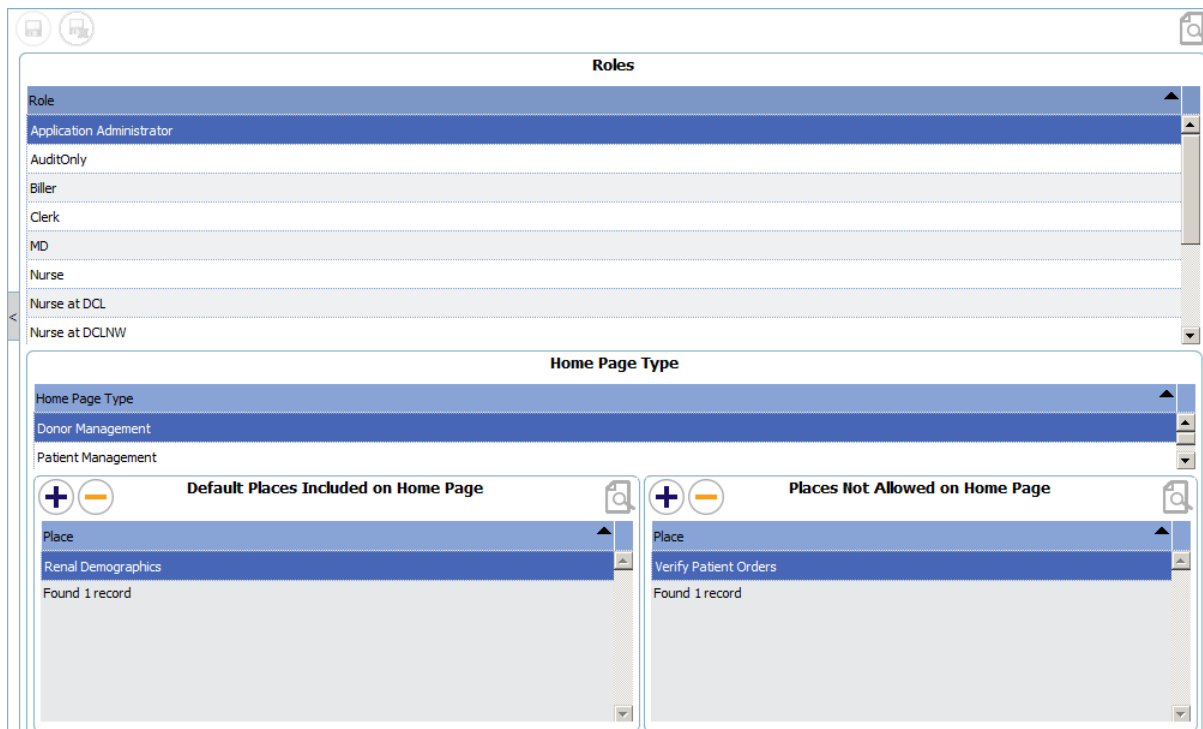 Roles
Role
Application Administrator
AuditOnly
Biller
Clerk
MD
Nurse
Nurse at DCL
<
Nurse at DCLNW
Home Page Type
Home Page Type
Donor Management
Patient Management
Default Places Included on Home Page
Place
Renal Demographics
Found 1 record
Places Not Allowed on Home Page
Place
Verify Patient Orders
Found 1 record